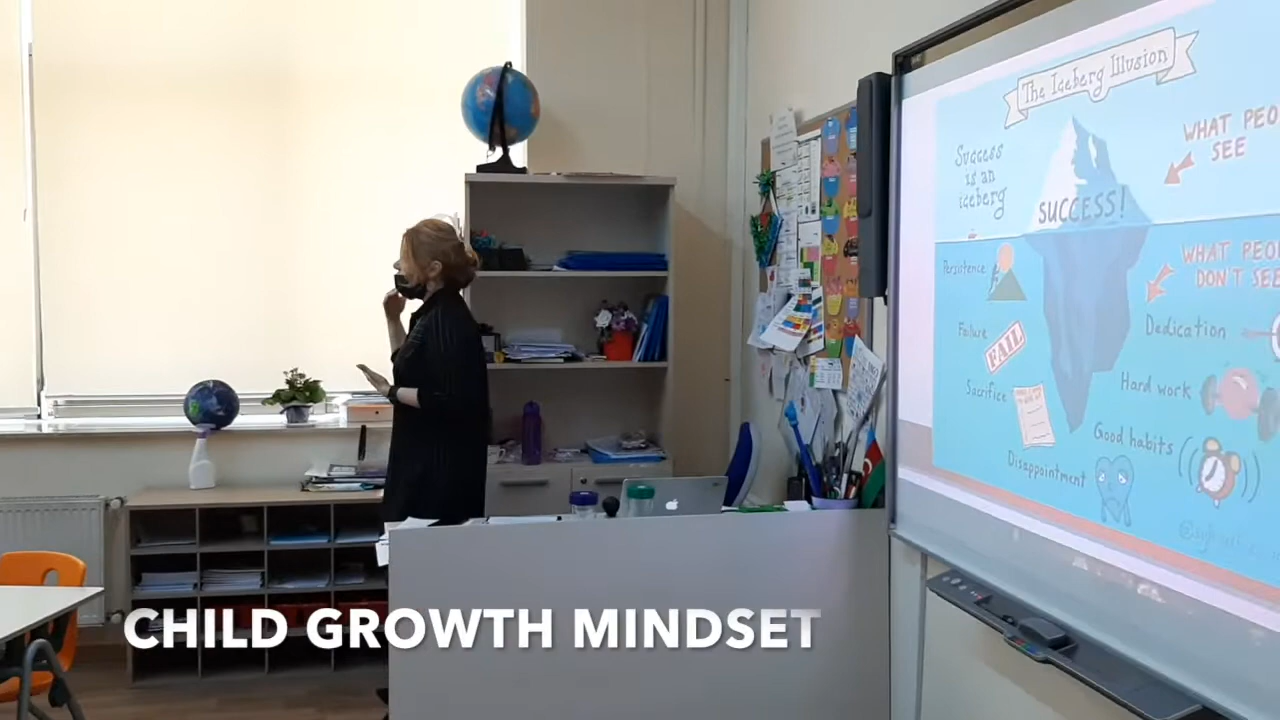 The Iceberg Illusion
Success
is an
iceberg
WHAT PEO
SEE
SUCCESS!
WHAT PEOP
DON'T SEE
Persistence
Failure
FAIL
Sacrifice
Disappointment
Dedication
Hard work
Good habits
CHILD GROWTH MINDSET